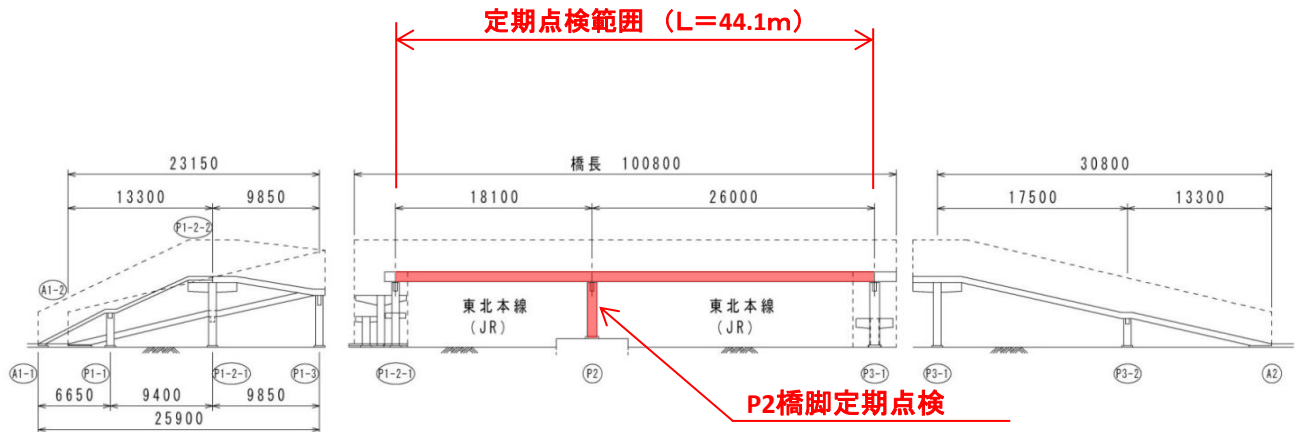 定期点検範囲 （L＝44.1m）
23150
13300
9850
P1-2-2
A1-2
A1-1
P1-1
P1-2-1
P1-3
6650
9400
9850
25900
橋長 100800
18100
26000
東北本線
（JR）
東北本線
（JR）
P1-2-1
P2
P3-1
P2橋脚定期点検
30800
17500
13300
P3-1
P3-2
A2